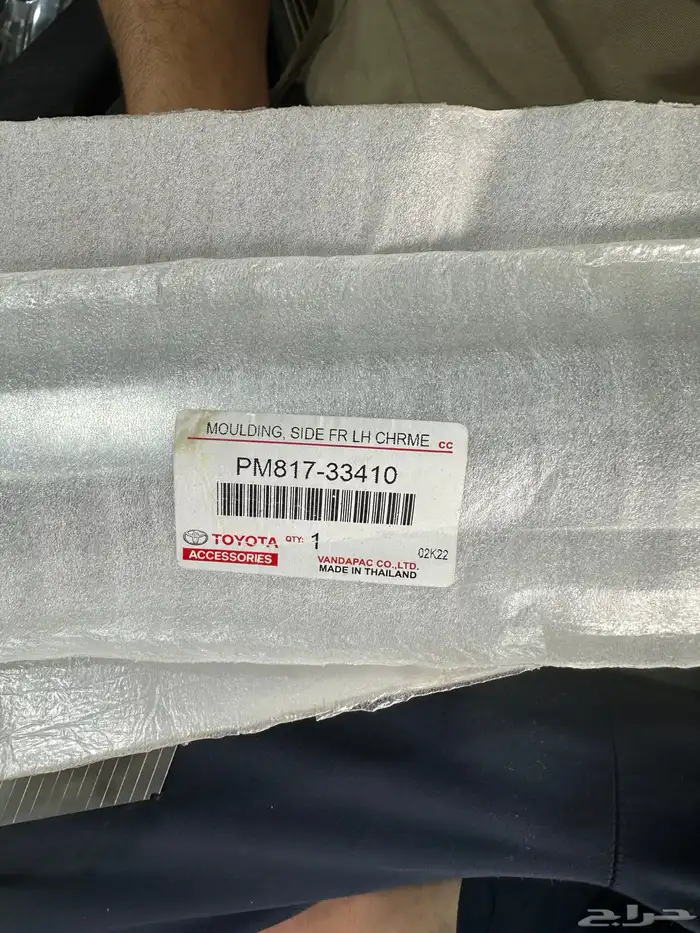 MOULDING, SIDE FR LH CHRME cc
PM817-33410
TOYOTA QTY: 1
ACCESSORIES
02K22
VANDAPAC CO.,LTD.
MADE IN THAILAND
حراج